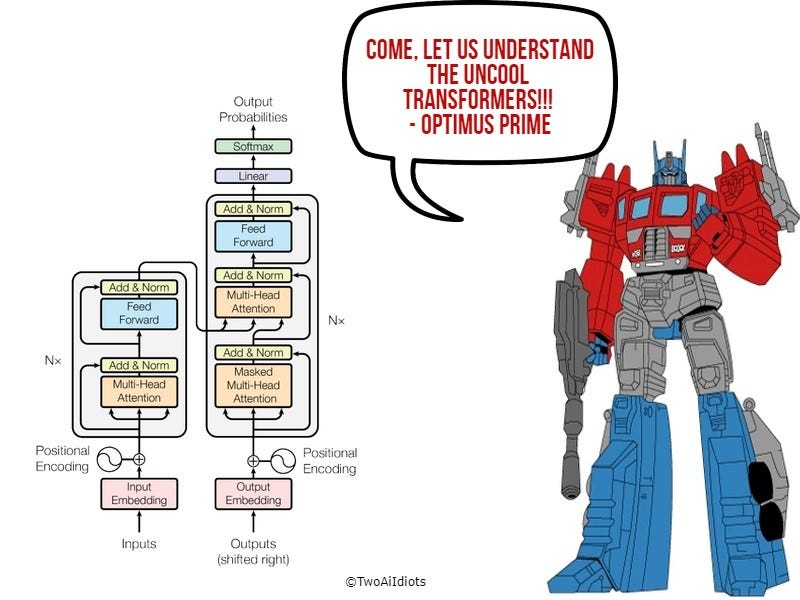 COME, LET US UNDERSTAND
THE UNCOOL
TRANSFORMERS!!!
- OPTIMUS PRIME
Output
Probabilities
Softmax
Linear
Add & Norm
Feed
Forward
Add & Norm
Multi-Head
Attention
Nx
Add & Norm
Masked
Multi-Head
Attention
Add & Norm
Feed
Forward
Nx
Add & Norm
Multi-Head
Attention
Positional
Encoding
Positional
Encoding
Input
Embedding
Output
Embedding
Inputs
Outputs
(shifted right)
©TwoAiIdiots